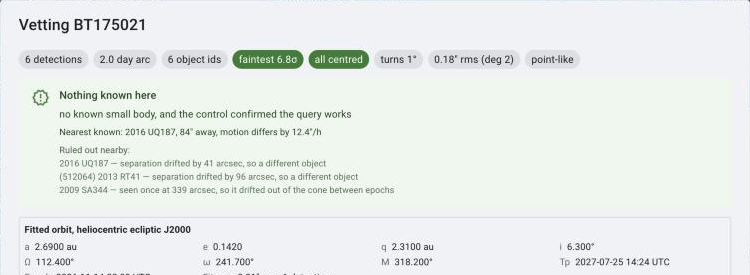 Vetting BT175021
6 detections 2.0 day arc 6 object ids faintest 6.8σ all centred turns 1° 0.18" rms (deg 2) point-like
Nothing known here
no known small body, and the control confirmed the query works
Nearest known: 2016 UQ187, 84" away, motion differs by 12.4"/h
Ruled out nearby:
2016 UQ187 — separation drifted by 41 arcsec, so a different object
(512064) 2013 RT41 — separation drifted by 96 arcsec, so a different object
2009 SA344 — seen once at 339 arcsec, so it drifted out of the cone between epochs
Fitted orbit, heliocentric ecliptic J2000
a 2.6900 au e 0.1420 q 2.3100 au i 6.300°
Ω 112.400° ω 241.700° M 318.200° Tp 2027-07-25 14:24 UTC